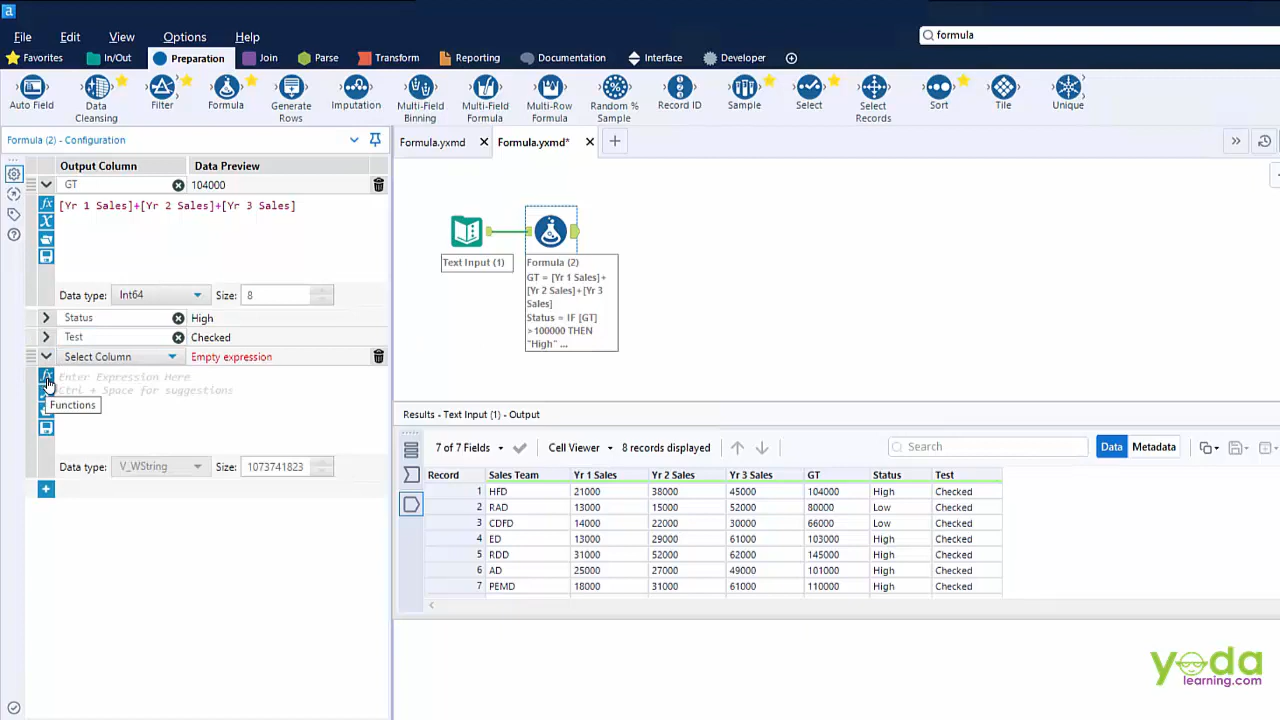 a
File Edit View Options Help
formula
Favorites In/Out Preparation Join Parse Transform Reporting Documentation Interface Developer
Auto Field Data Cleansing Filter Formula Generate Rows Imputation Multi-Field Binning Multi-Field Formula Multi-Row Formula Random % Sample Record ID Sample Select Select Records Sort Tile Unique
Formula (2) - Configuration
Output Column Data Preview
GT 104000
[Yr 1 Sales]+[Yr 2 Sales]+[Yr 3 Sales]
Data type: Int64 Size: 8
Status High
Test Checked
Select Column Empty expression
Enter Expression Here
Ctrl + Space for suggestions
Functions
Data type: V_WString Size: 1073741823
Formula.yxmd Formula.yxmd*
Text Input (1)
Formula (2)
GT = [Yr 1 Sales]+
[Yr 2 Sales]+[Yr 3
Sales]
Status = IF [GT]
>100000 THEN
"High" ...
Results - Text Input (1) - Output
7 of 7 Fields Cell Viewer 8 records displayed Search Data Metadata
Record Sales Team Yr 1 Sales Yr 2 Sales Yr 3 Sales GT Status Test
1 HFD 21000 38000 45000 104000 High Checked
2 RAD 13000 15000 52000 80000 Low Checked
3 CDFD 14000 22000 30000 66000 Low Checked
4 ED 13000 29000 61000 103000 High Checked
5 RDD 31000 52000 62000 145000 High Checked
6 AD 25000 27000 49000 101000 High Checked
7 PEMD 18000 31000 61000 110000 High Checked
yoda
learning.com